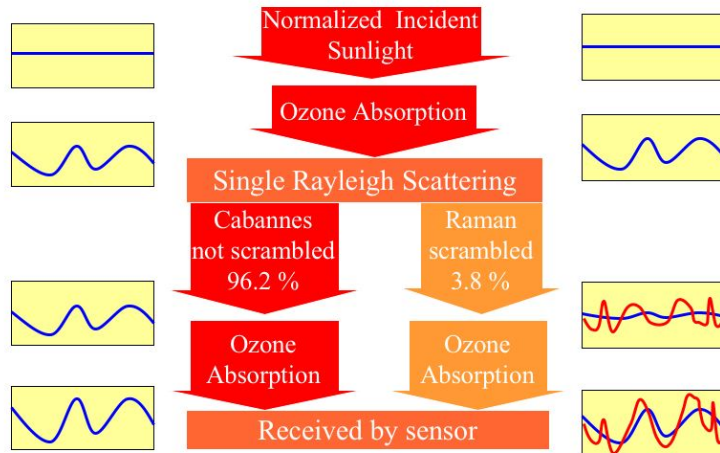 Normalized Incident
Sunlight
Ozone Absorption
Single Rayleigh Scattering
Cabannes
not scrambled
96.2 %
Raman
scrambled
3.8 %
Ozone
Absorption
Ozone
Absorption
Received by sensor